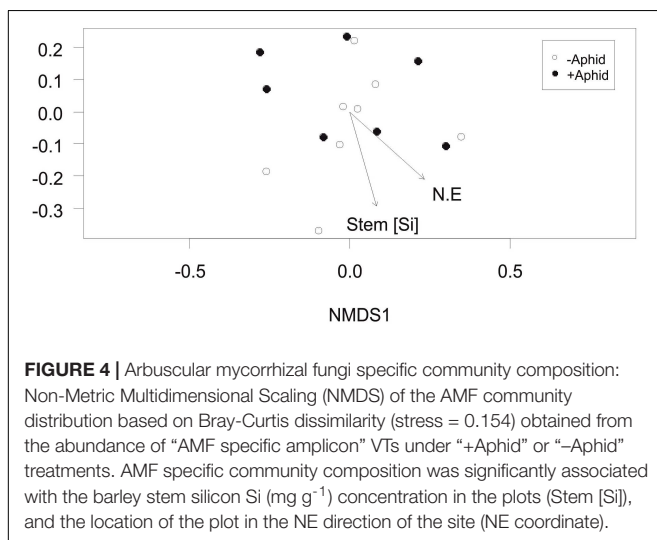 0.2
0.1
0.0
-0.1
-0.2
-0.3
-Aphid
+Aphid
N.E
Stem [Si]
-0.5
0.0
0.5
NMDS1
FIGURE 4 | Arbuscular mycorrhizal fungi specific community composition:
Non-Metric Multidimensional Scaling (NMDS) of the AMF community
distribution based on Bray-Curtis dissimilarity (stress = 0.154) obtained from
the abundance of “AMF specific amplicon” VTs under “+Aphid” or “–Aphid”
treatments. AMF specific community composition was significantly associated
with the barley stem silicon Si (mg g⁻¹) concentration in the plots (Stem [Si]),
and the location of the plot in the NE direction of the site (NE coordinate).